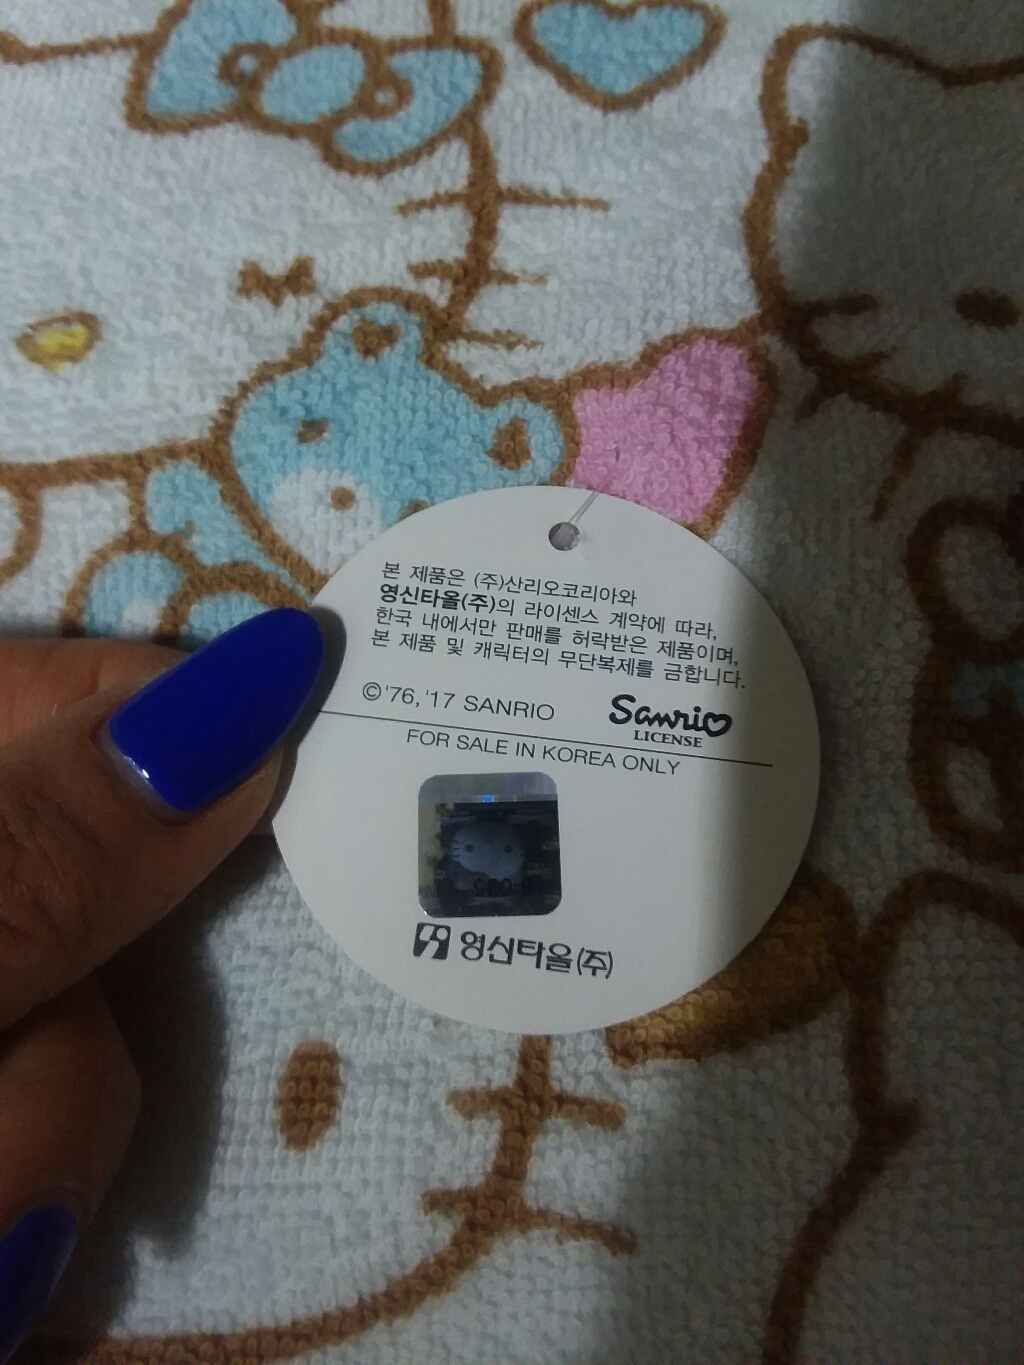 본 제품은 (주)산리오코리아와
영신타올(주)의 라이센스 계약에 따라,
한국 내에서만 판매를 허락받은 제품이며,
본 제품 및 캐릭터의 무단복제를 금합니다.
©'76, '17 SANRIO
Sanrio
LICENSE
FOR SALE IN KOREA ONLY
영신타올(주)